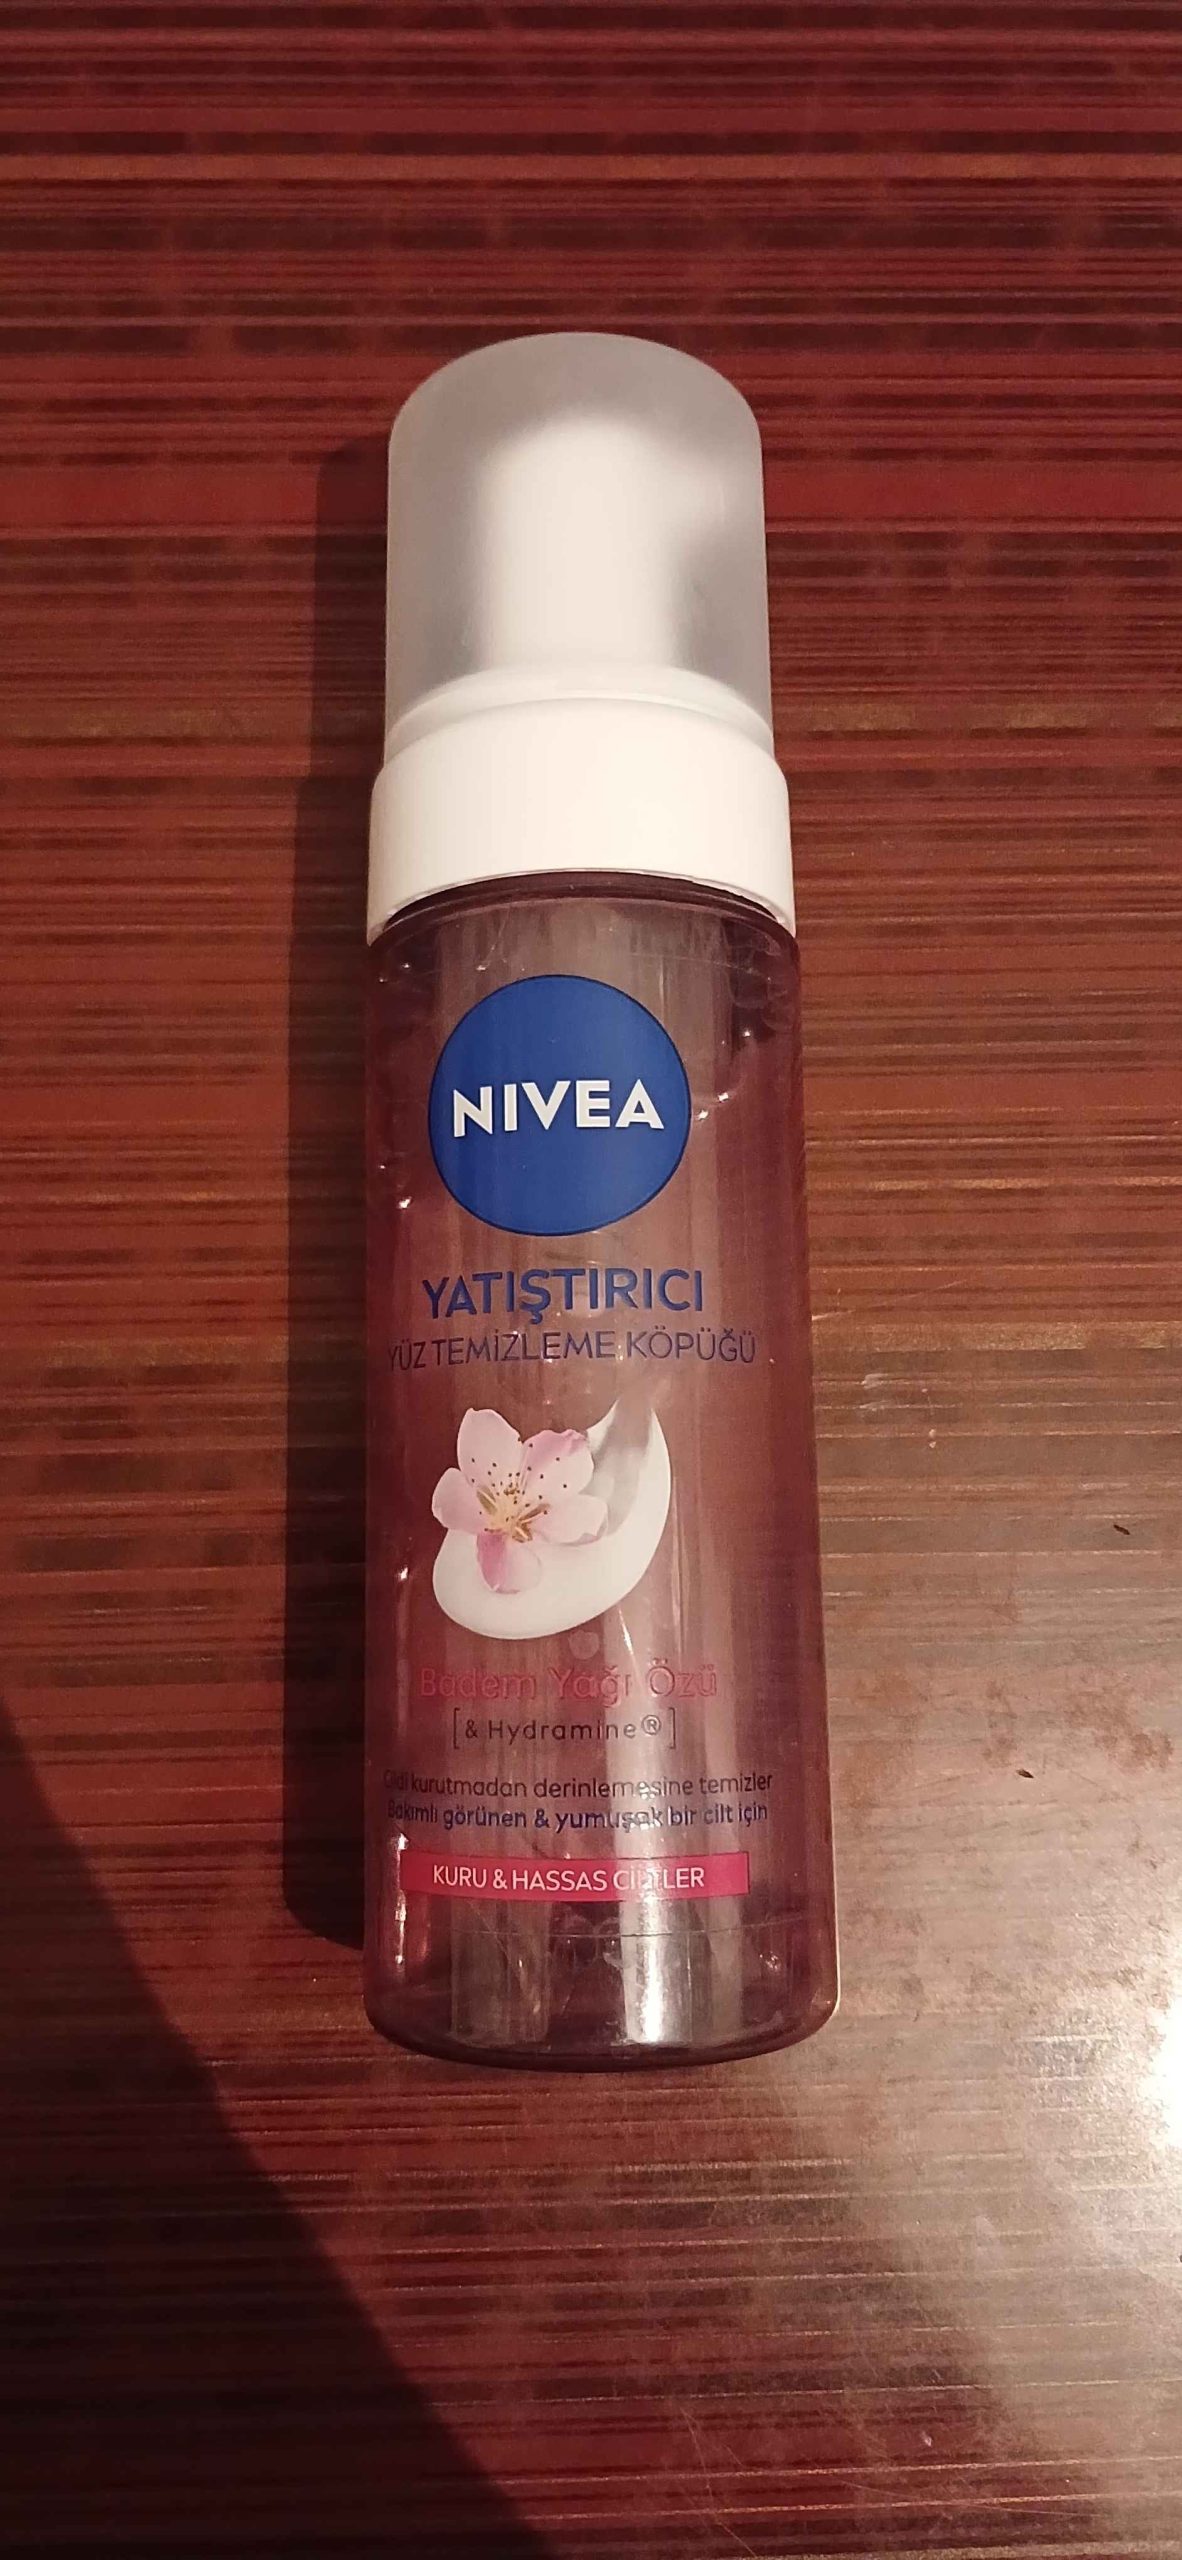 NIVEA
YATIŞTIRICI
YÜZ TEMİZLEME KÖPÜĞÜ
Badem Yağı Özü
[& Hydramine®]
Cildi kurutmadan derinlemesine temizler
Bakımlı görünen & yumuşak bir cilt için
KURU & HASSAS CİLTLER